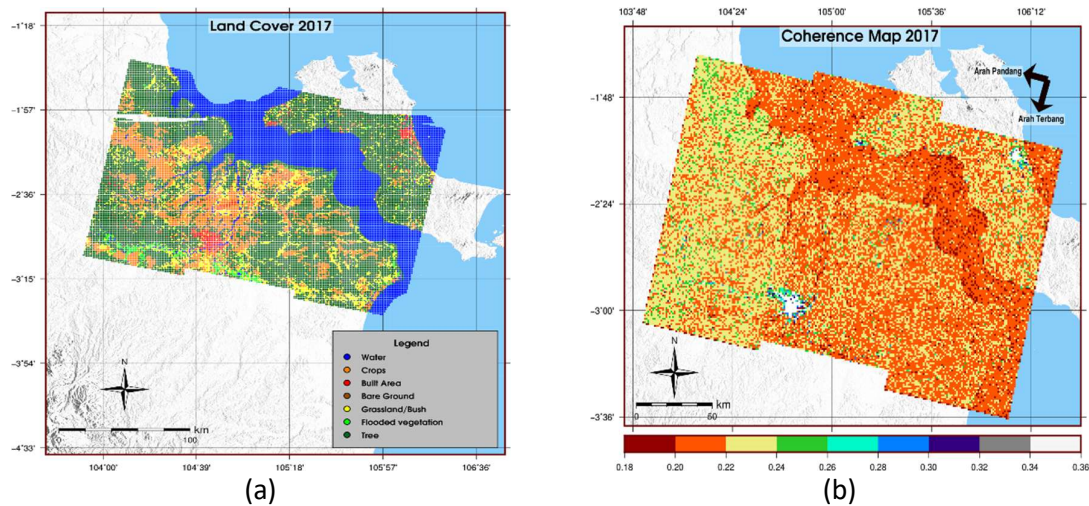 Land Cover 2017
-1˚18'
-1˚57'
-2˚36'
-3˚15'
-3˚54'
-4˚33'
104˚00'
104˚39'
105˚18'
105˚57'
106˚36'
N
km
0
100
Legend
Water
Crops
Built Area
Bare Ground
Grassland/Bush
Flooded vegetation
Tree
(a)
103˚48'
104˚24'
105˚00'
105˚36'
106˚12'
Coherence Map 2017
Arah Pandang
Arah Terbang
-1˚48'
-2˚24'
-3˚00'
-3˚36'
N
km
0
50
0.18 0.20 0.22 0.24 0.26 0.28 0.30 0.32 0.34 0.36
(b)